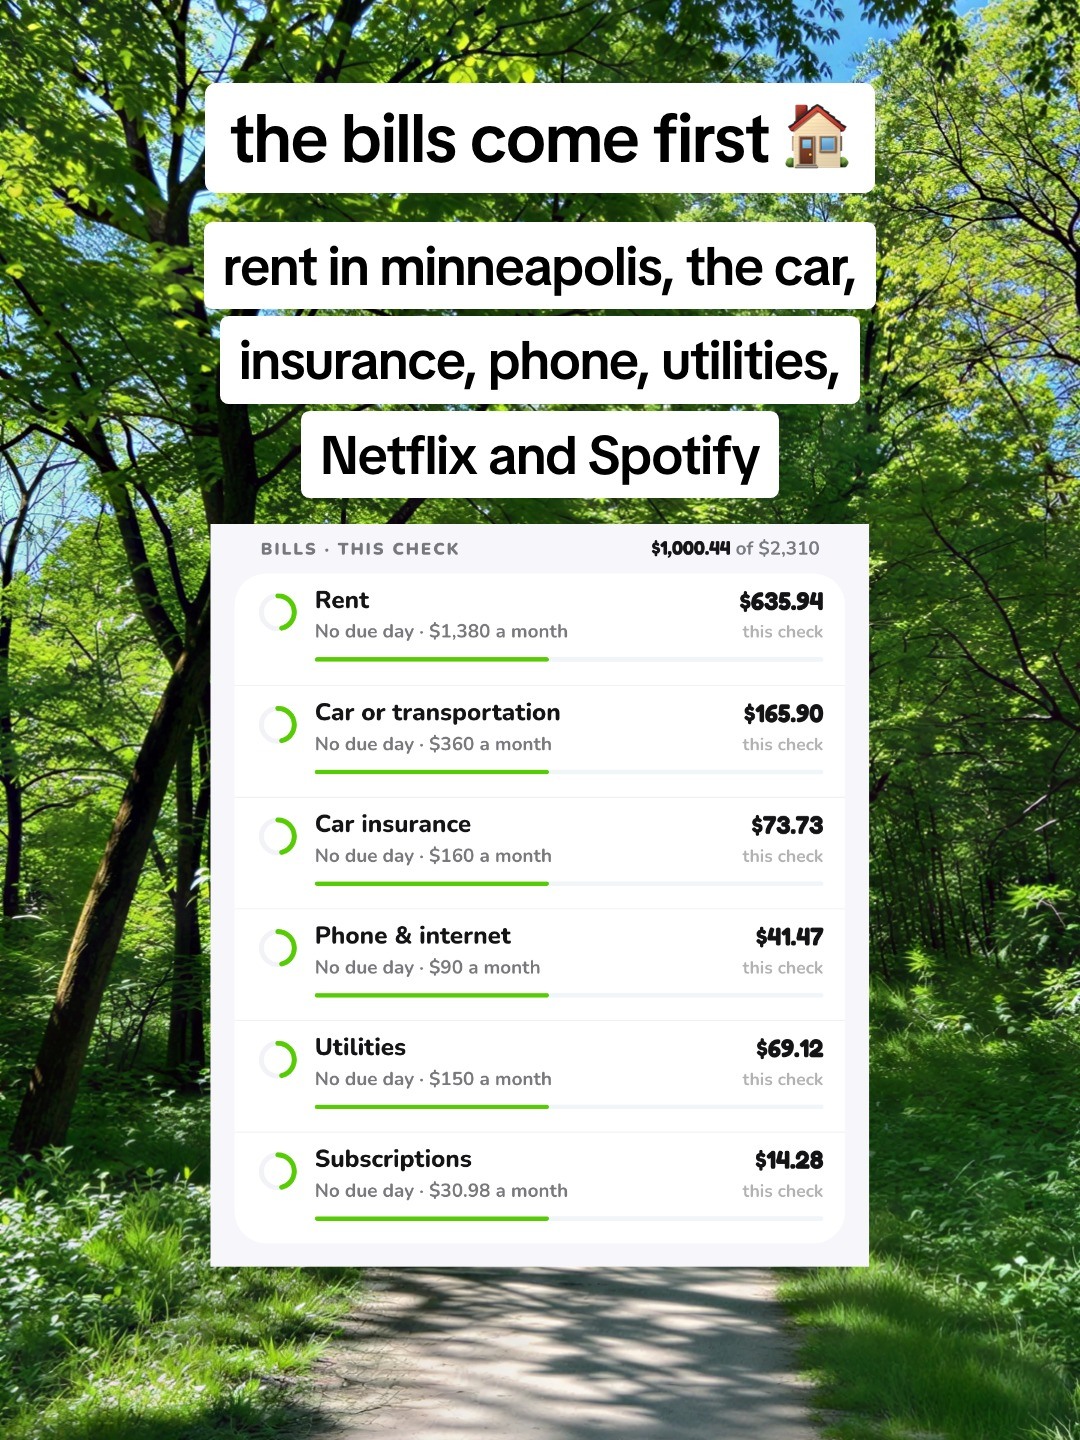 the bills come first 🏠
rent in minneapolis, the car,
insurance, phone, utilities,
Netflix and Spotify
BILLS · THIS CHECK $1,000.44 of $2,310
Rent $635.94
No due day · $1,380 a month this check
Car or transportation $165.90
No due day · $360 a month this check
Car insurance $73.73
No due day · $160 a month this check
Phone & internet $41.47
No due day · $90 a month this check
Utilities $69.12
No due day · $150 a month this check
Subscriptions $14.28
No due day · $30.98 a month this check